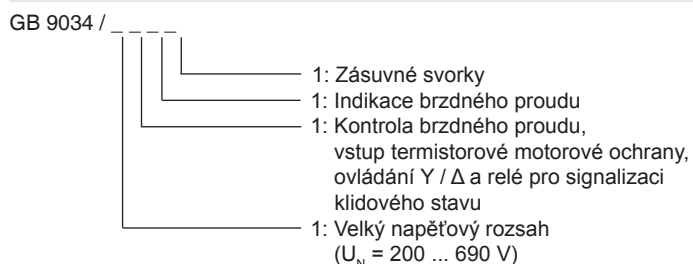 GB 9034 / _ _ _ _
1: Zásuvné svorky
1: Indikace brzdného proudu
1: Kontrola brzdného proudu,
vstup termistorové motorové ochrany,
ovládání Y / Δ a relé pro signalizaci
klidového stavu
1: Velký napěťový rozsah
(U_N = 200 ... 690 V)